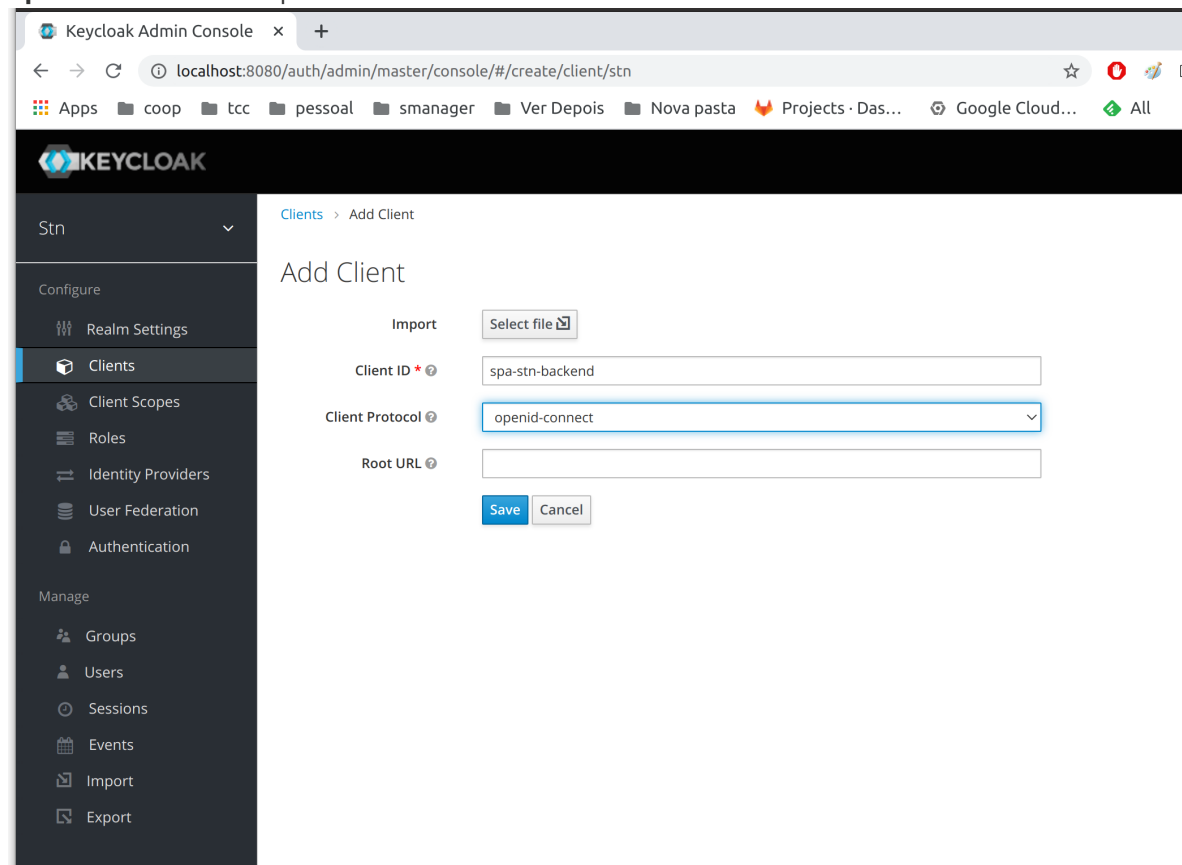 Keycloak Admin Console
localhost:8080/auth/admin/master/console/#/create/client/stn
Apps coop tcc pessoal smanager Ver Depois Nova pasta Projects · Das... Google Cloud... All
KEYCLOAK
Stn
Clients > Add Client
Add Client
Configure
Import Select file
Realm Settings
Clients
Client ID * spa-stn-backend
Client Scopes
Client Protocol openid-connect
Roles
Root URL
Identity Providers
User Federation
Save Cancel
Authentication
Manage
Groups
Users
Sessions
Events
Import
Export